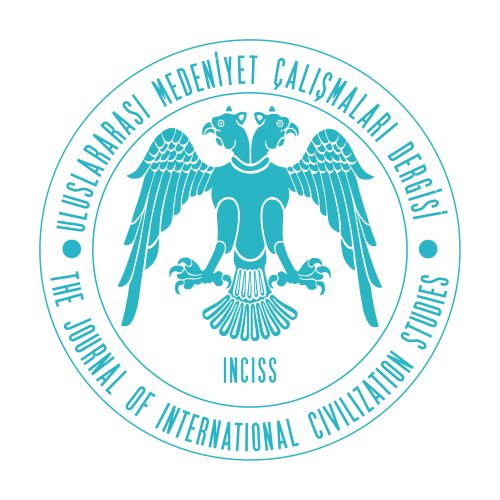 ULUSLARARASI MEDENİYET ÇALIŞMALARI DERGİSİ
INCISS
THE JOURNAL OF INTERNATIONAL CIVILIZATION STUDIES